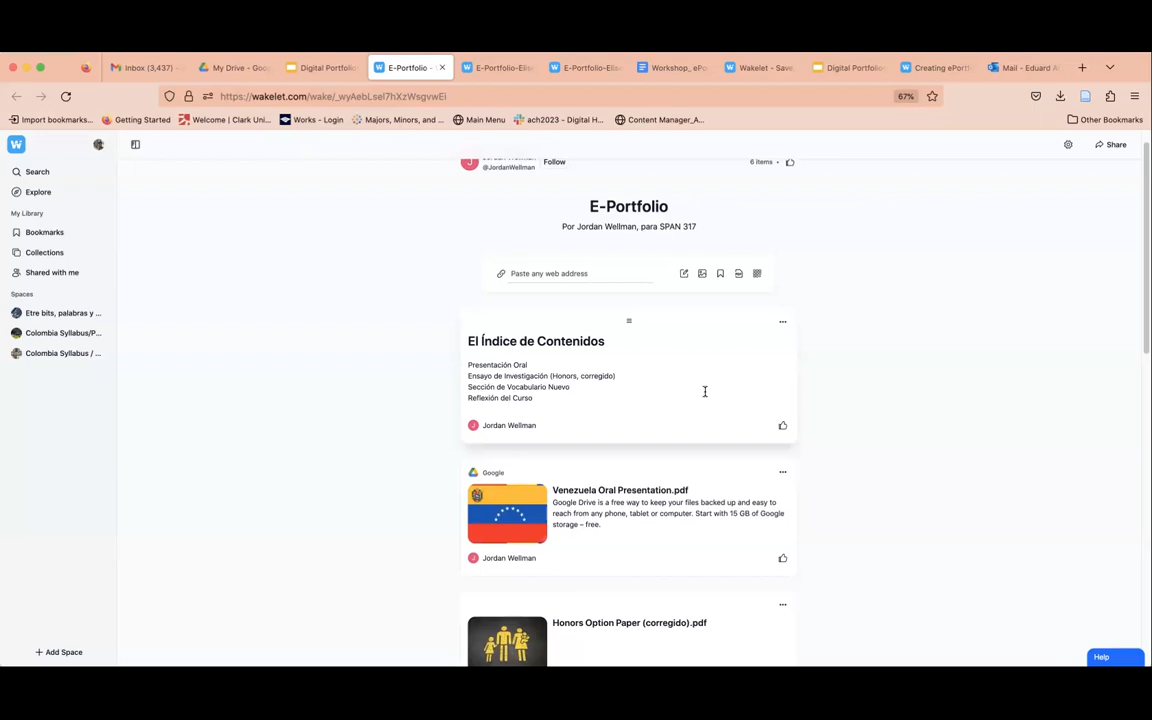 Inbox (3,437) -
My Drive - Goog
Digital Portfolio
E-Portfolio -
E-Portfolio-Elis
E-Portfolio-Elis
Workshop_ ePo
Wakelet - Save,
Digital Portfolio
Creating ePortf
Mail - Eduard A
https://wakelet.com/wake/_wyAebLsel7hXzWsgvwEI
67%
Import bookmarks...
Getting Started
Welcome | Clark Uni...
Works - Login
Majors, Minors, and ...
Main Menu
ach2023 - Digital H...
Content Manager_A...
Other Bookmarks
W
Share
Search
Explore
My Library
Bookmarks
Collections
Shared with me
Spaces
Etre bits, palabras y ...
Colombia Syllabus/P...
Colombia Syllabus / ...
Add Space
J
@JordanWellman
Follow
6 items
E-Portfolio
Por Jordan Wellman, para SPAN 317
Paste any web address
El Índice de Contenidos
Presentación Oral
Ensayo de Investigación (Honors, corregido)
Sección de Vocabulario Nuevo
Reflexión del Curso
J Jordan Wellman
Google
Venezuela Oral Presentation.pdf
Google Drive is a free way to keep your files backed up and easy to
reach from any phone, tablet or computer. Start with 15 GB of Google
storage – free.
J Jordan Wellman
Honors Option Paper (corregido).pdf
Help